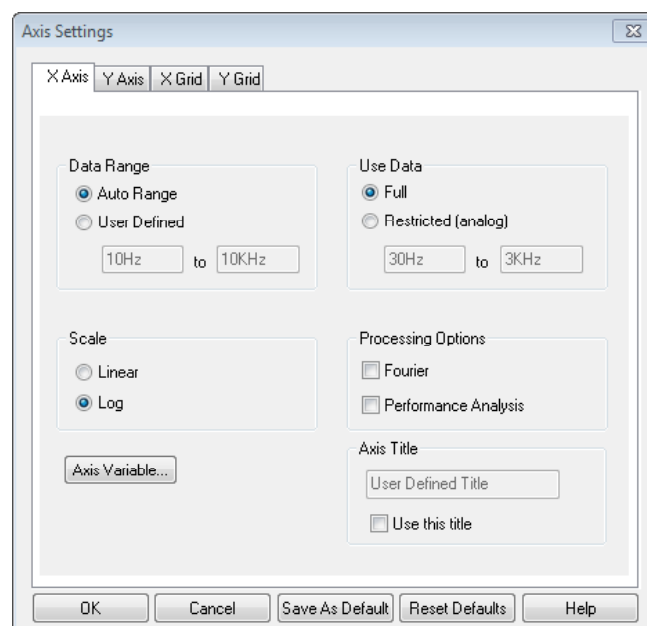 Axis Settings
X Axis Y Axis X Grid Y Grid
Data Range
Auto Range
User Defined
10Hz to 10KHz
Use Data
Full
Restricted (analog)
30Hz to 3KHz
Scale
Linear
Log
Processing Options
Fourier
Performance Analysis
Axis Variable...
Axis Title
User Defined Title
Use this title
OK Cancel Save As Default Reset Defaults Help